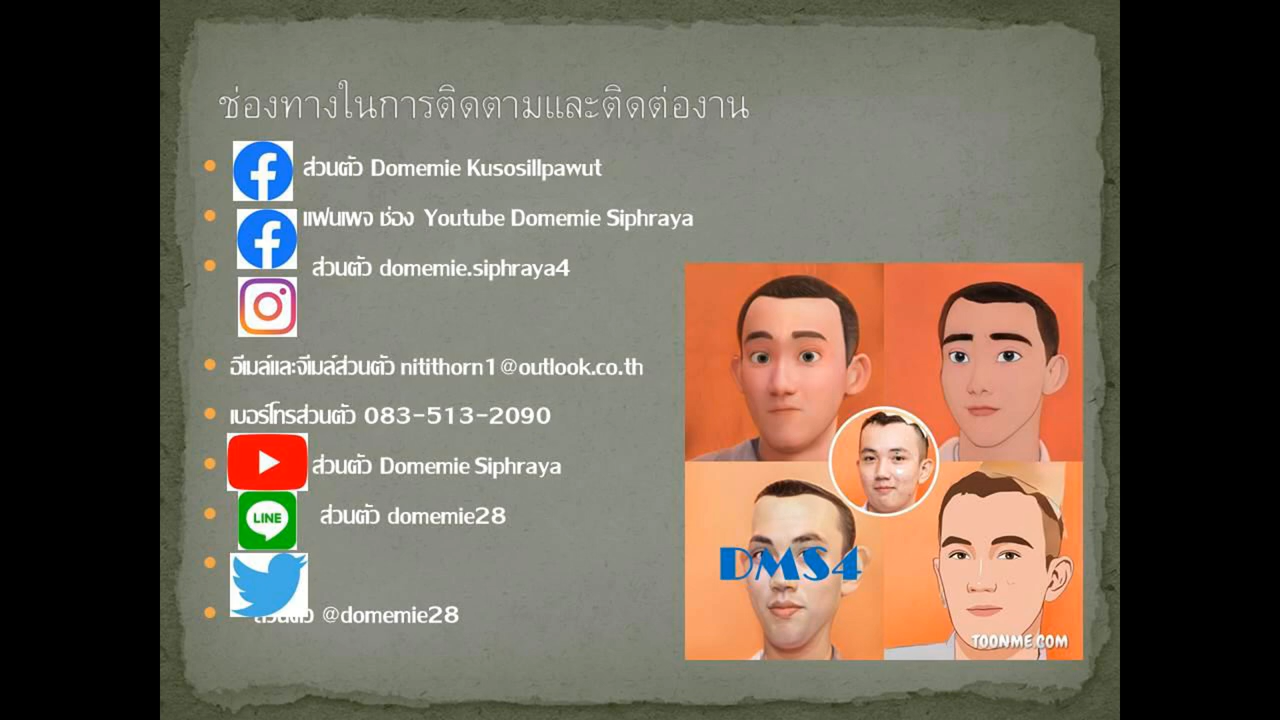 ช่องทางในการติดตามและติดต่องาน
ส่วนตัว Domemie Kusosillpawut
แฟนเพจ ช่อง Youtube Domemie Siphraya
ส่วนตัว domemie.siphraya4
อีเมล์และจีเมล์ส่วนตัว nitithorn1@outlook.co.th
เบอร์โทรส่วนตัว 083-513-2090
ส่วนตัว Domemie Siphraya
LINE ส่วนตัว domemie28
ส่วนตัว @domemie28
DMS4
TOONME.COM